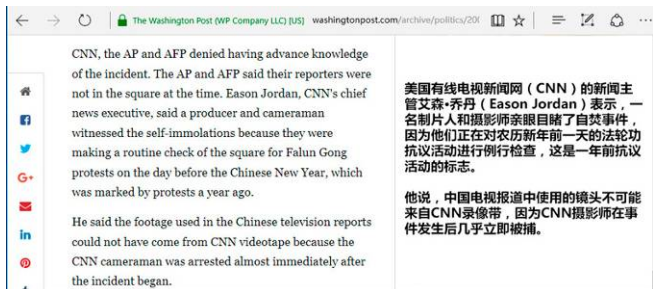 The Washington Post (WP Company LLC) [US] washingtonpost.com/archive/politics/200
CNN, the AP and AFP denied having advance knowledge
of the incident. The AP and AFP said their reporters were
not in the square at the time. Eason Jordan, CNN's chief
news executive, said a producer and cameraman
witnessed the self-immolations because they were
making a routine check of the square for Falun Gong
protests on the day before the Chinese New Year, which
was marked by protests a year ago.
He said the footage used in the Chinese television reports
could not have come from CNN videotape because the
CNN cameraman was arrested almost immediately after
the incident began.
美国有线电视新闻网(CNN)的新闻主
管艾森·乔丹(Eason Jordan)表示,一
名制片人和摄影师亲眼目睹了自焚事件,
因为他们正在对农历新年前一天的法轮功
抗议活动进行例行检查,这是一年前抗议
活动的标志。
他说,中国电视报道中使用的镜头不可能
来自CNN录像带,因为CNN摄影师在事
件发生后几乎立即被捕。